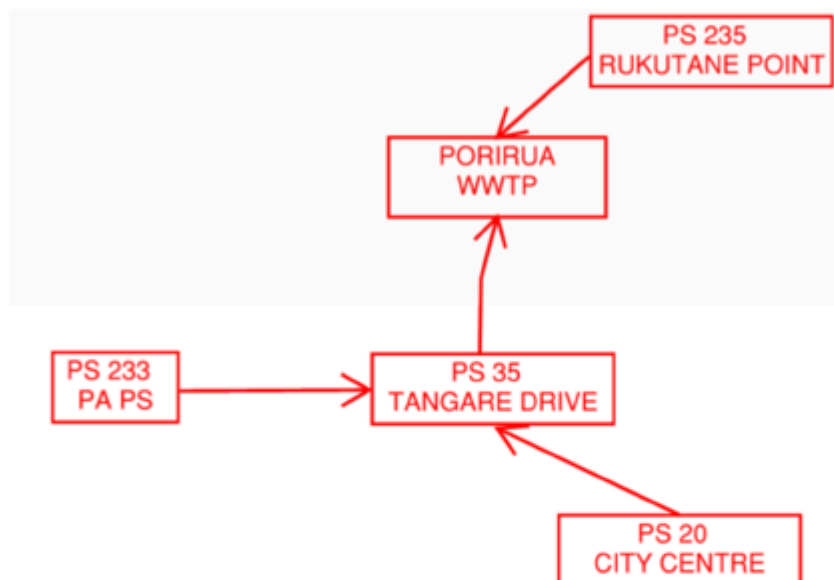 PS 235
RUKUTANE POINT
PORIRUA
WWTP
PS 233
PA PS
PS 35
TANGARE DRIVE
PS 20
CITY CENTRE